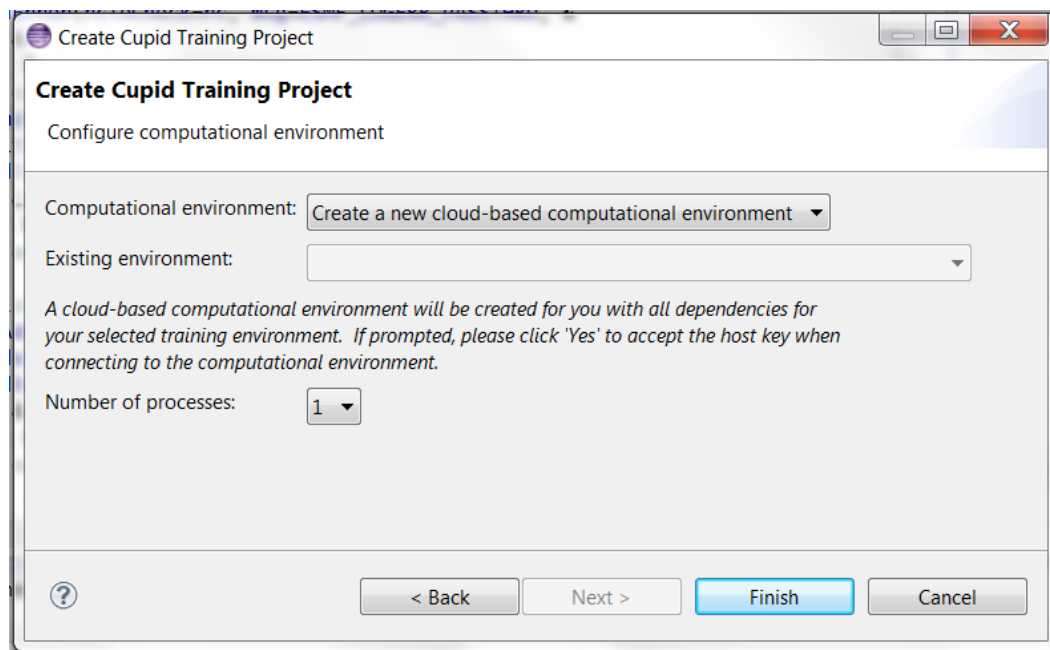 Create Cupid Training Project
Create Cupid Training Project
Configure computational environment
Computational environment: Create a new cloud-based computational environment
Existing environment:
A cloud-based computational environment will be created for you with all dependencies for
your selected training environment.  If prompted, please click 'Yes' to accept the host key when
connecting to the computational environment.
Number of processes: 1
< Back Next > Finish Cancel